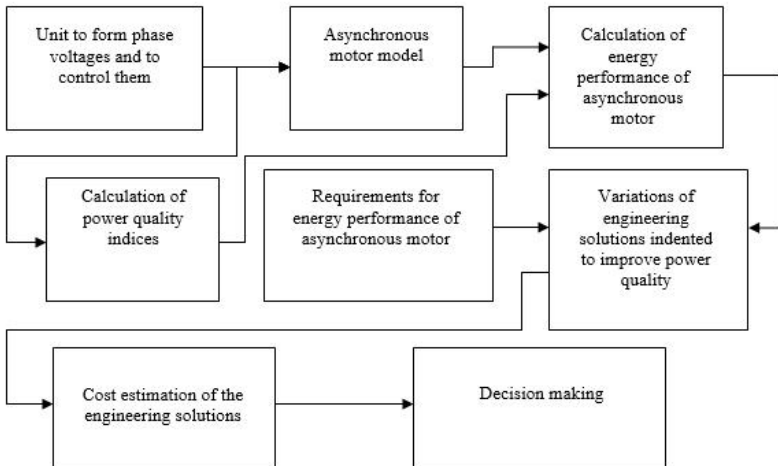 Unit to form phase
voltages and to
control them
Asynchronous
motor model
Calculation of
energy
performance of
asynchronous
motor
Calculation of
power quality
indices
Requirements for
energy performance of
asynchronous motor
Variations of
engineering
solutions indented
to improve power
quality
Cost estimation of the
engineering solutions
Decision making